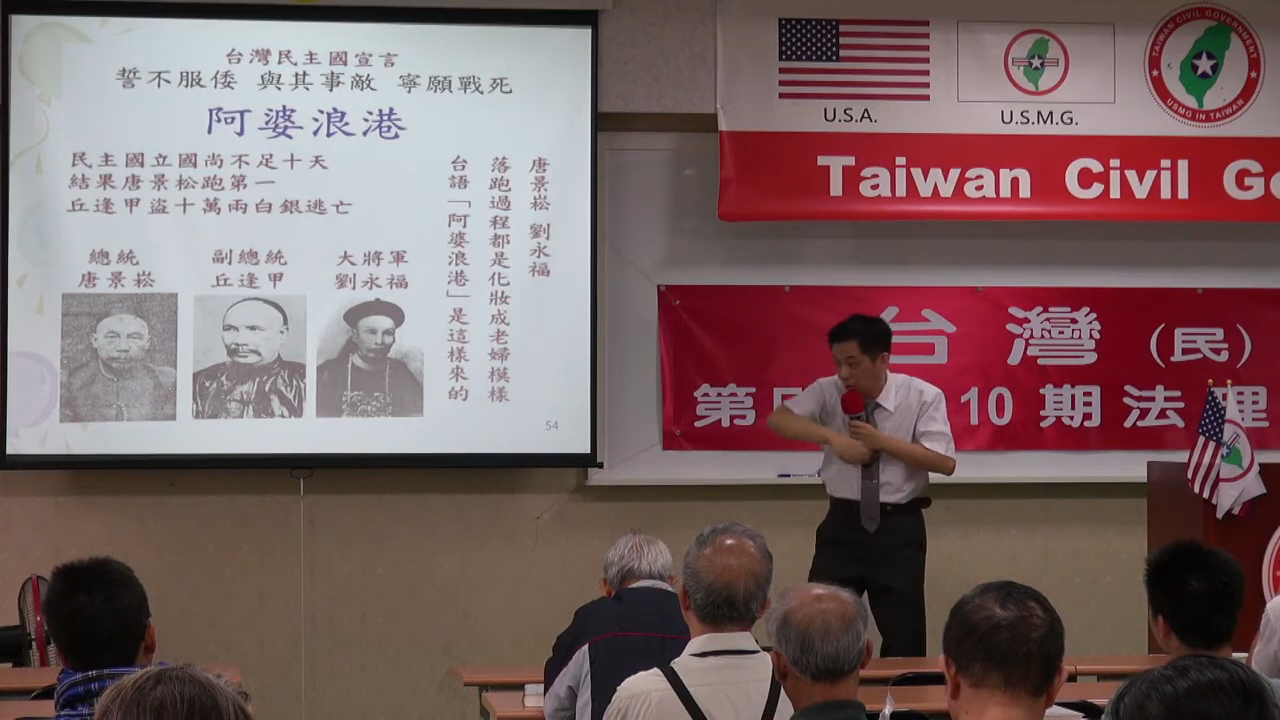 台灣民主國宣言
誓不服倭 與其事敵 寧願戰死
阿婆浪港
民主國立國尚不足十天
結果唐景松跑第一
丘逢甲盜十萬兩白銀逃亡
唐景崧 劉永福
落跑過程都是化妝成老婦模樣
台語「阿婆浪港」是這樣來的
總統
唐景崧
副總統
丘逢甲
大將軍
劉永福
54
U.S.A.
U.S.M.G.
TAIWAN CIVIL GOVERNMENT
USMG IN TAIWAN
Taiwan Civil
台灣(民)
第
10期法理